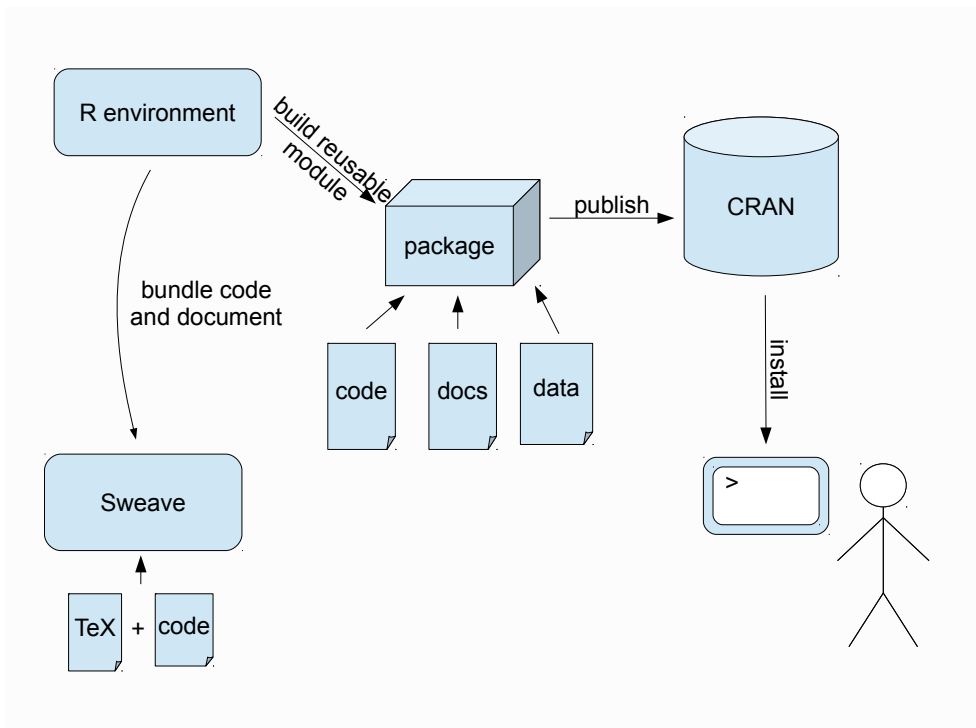 R environment
build reusable
module
package
publish
CRAN
bundle code
and document
code
docs
data
install
>
Sweave
TeX + code